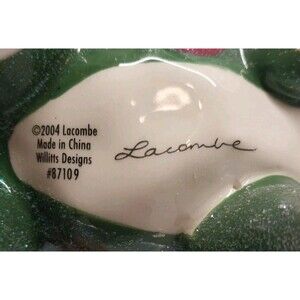 ©2004 Lacombe
Made in China
Willitts Designs
#87109
Lacombe